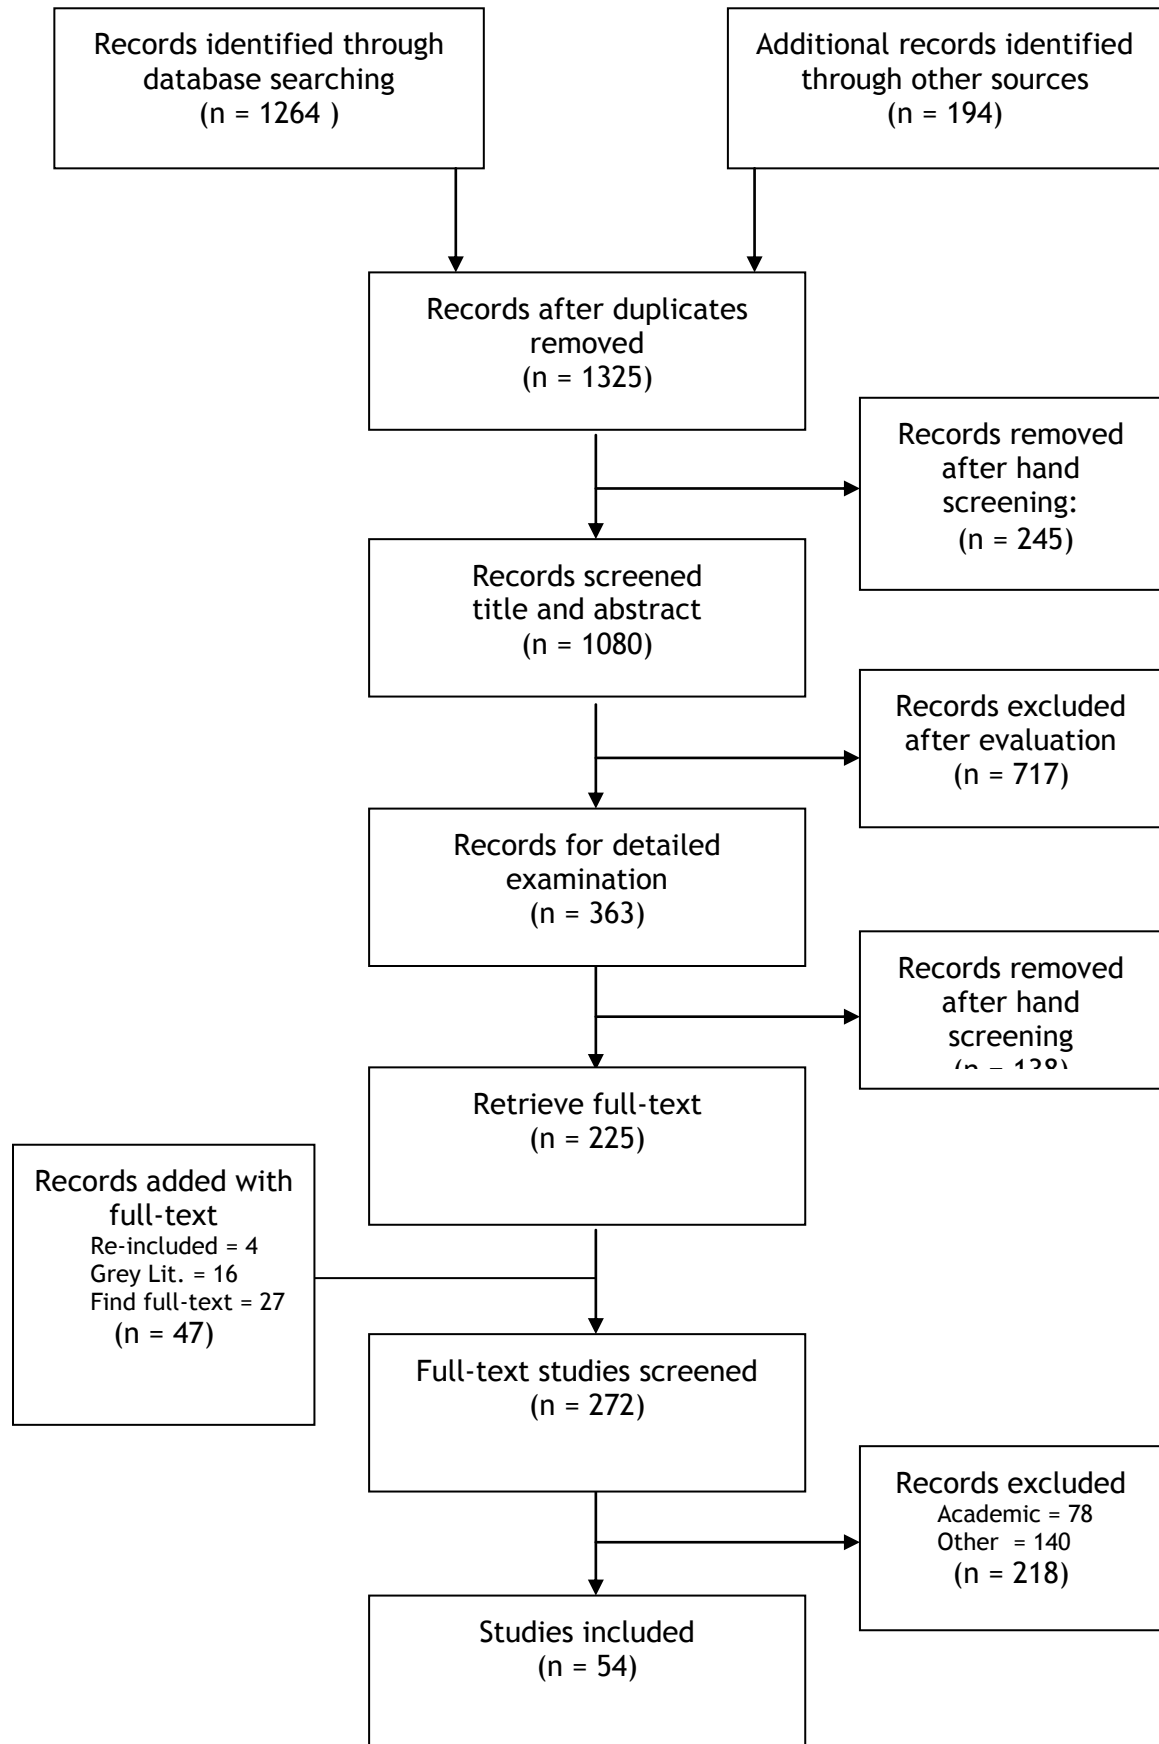 Records identified through
database searching
(n = 1264 )
Additional records identified
through other sources
(n = 194)
Records after duplicates
removed
(n = 1325)
Records removed
after hand
screening:
(n = 245)
Records screened
title and abstract
(n = 1080)
Records excluded
after evaluation
(n = 717)
Records for detailed
examination
(n = 363)
Records removed
after hand
screening
(n = 138)
Retrieve full-text
(n = 225)
Records added with
full-text
Re-included = 4
Grey Lit. = 16
Find full-text = 27
(n = 47)
Full-text studies screened
(n = 272)
Records excluded
Academic = 78
Other = 140
(n = 218)
Studies included
(n = 54)